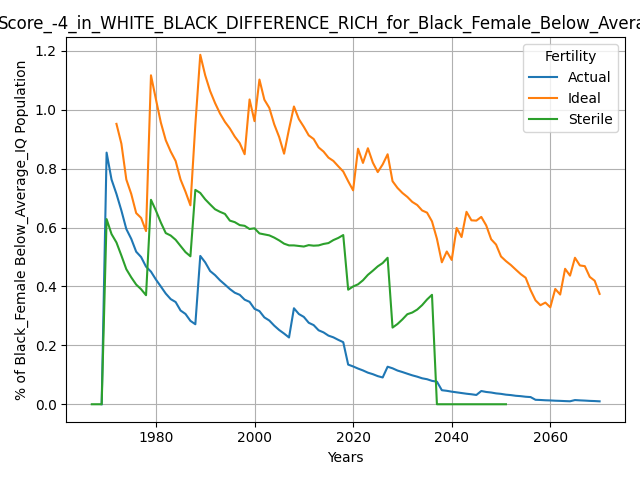 Score_-4_in_WHITE_BLACK_DIFFERENCE_RICH_for_Black_Female_Below_Avera
% of Black_Female Below_Average_IQ Population
1.2
1.0
0.8
0.6
0.4
0.2
0.0
Fertility
Actual
Ideal
Sterile
1980
2000
2020
2040
2060
Years